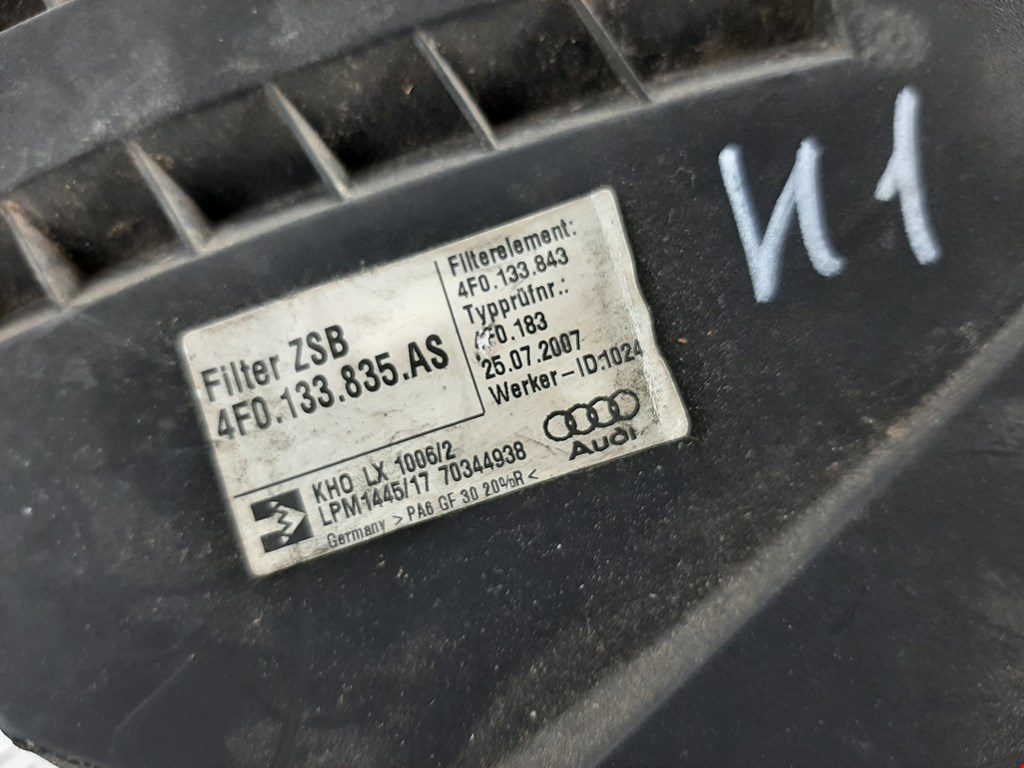 Filter ZSB
4F0.133.835.AS
Filterelement:
4F0.133.843
Typprüfnr.:
4F0.183
25.07.2007
Werker-ID:1024
KHO LX 1006/2
LPM1445/17 70344938
Germany >PA6 GF 30 20%R<
Audi
И1